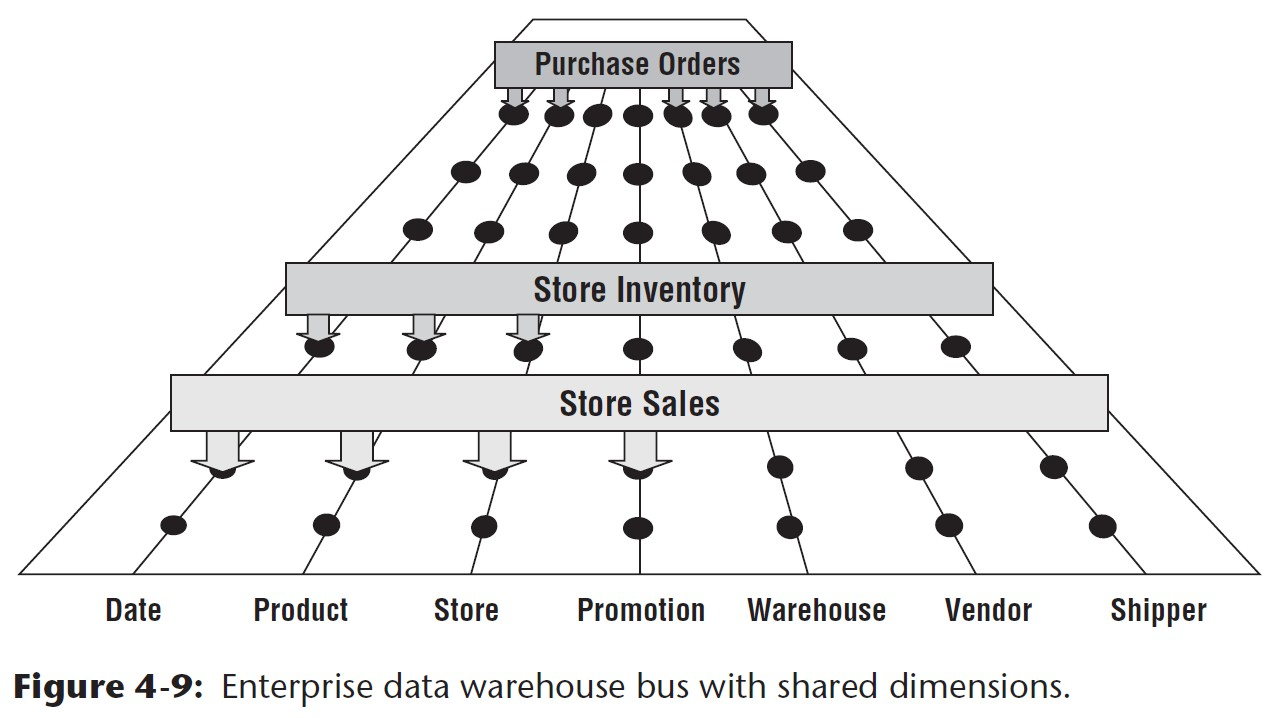 Purchase Orders
Store Inventory
Store Sales
Date Product Store Promotion Warehouse Vendor Shipper
Figure 4-9: Enterprise data warehouse bus with shared dimensions.